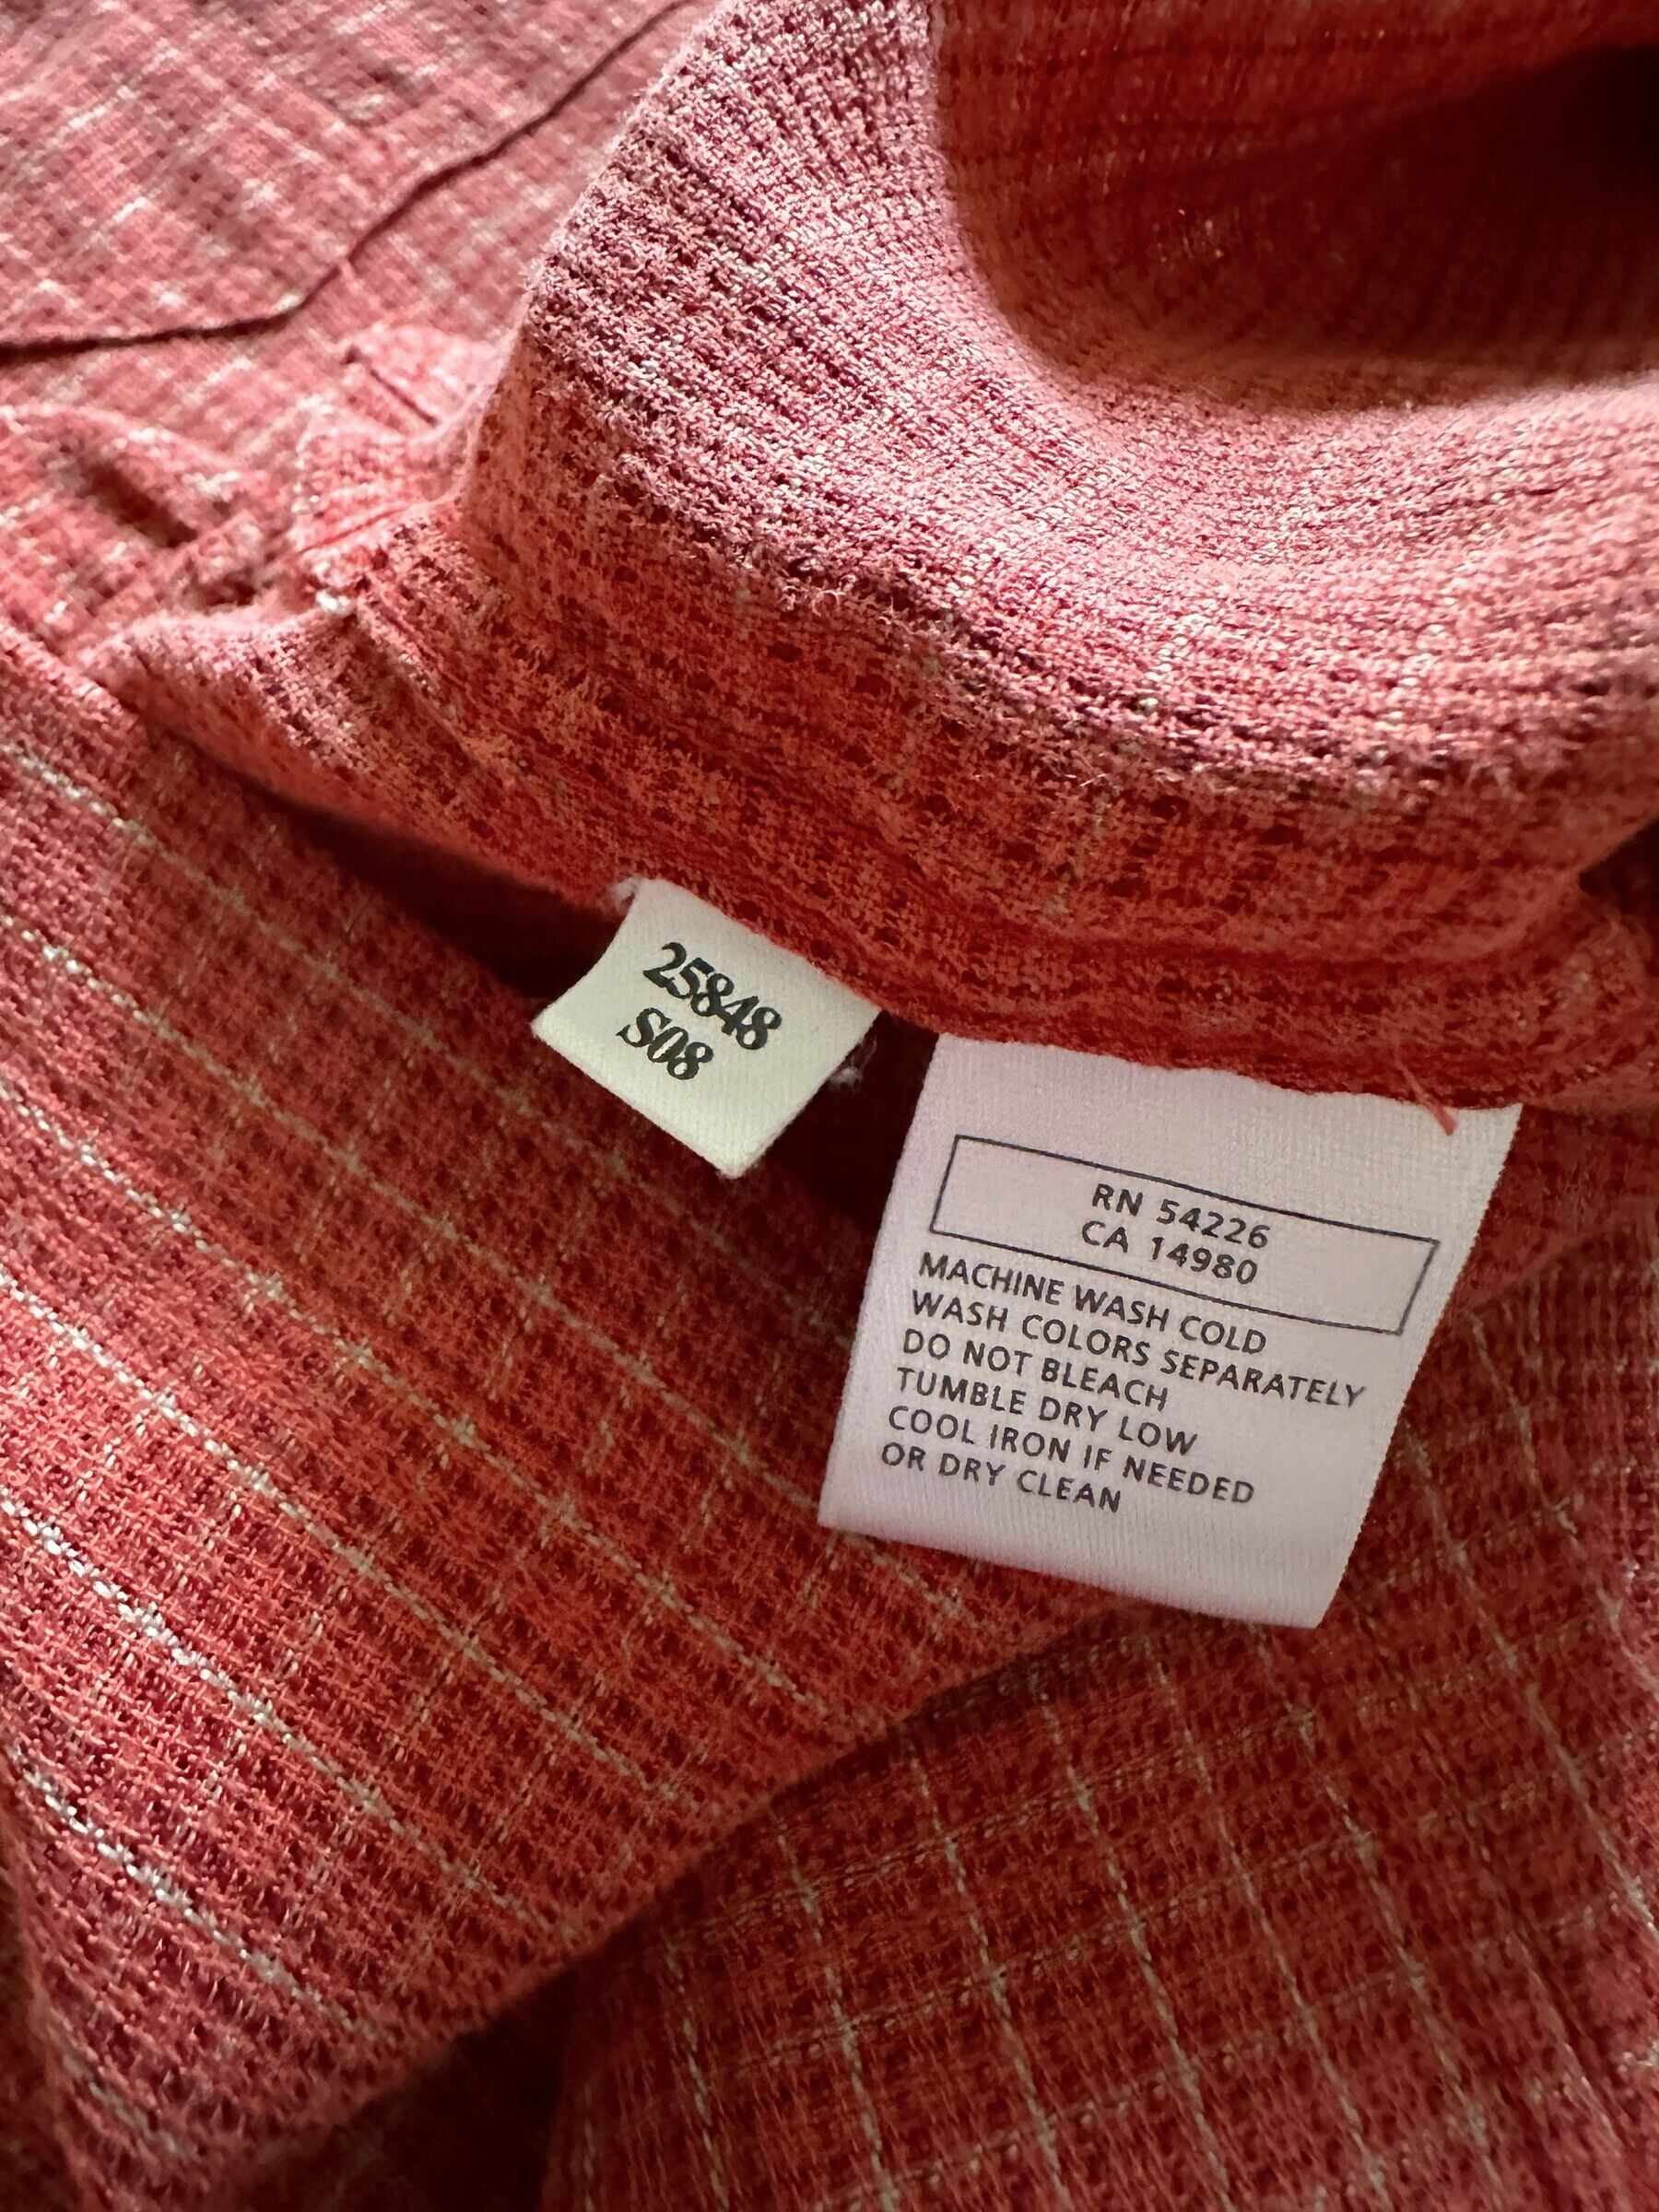 25848
S08
RN 54226
CA 14980
MACHINE WASH COLD
WASH COLORS SEPARATELY
DO NOT BLEACH
TUMBLE DRY LOW
COOL IRON IF NEEDED
OR DRY CLEAN